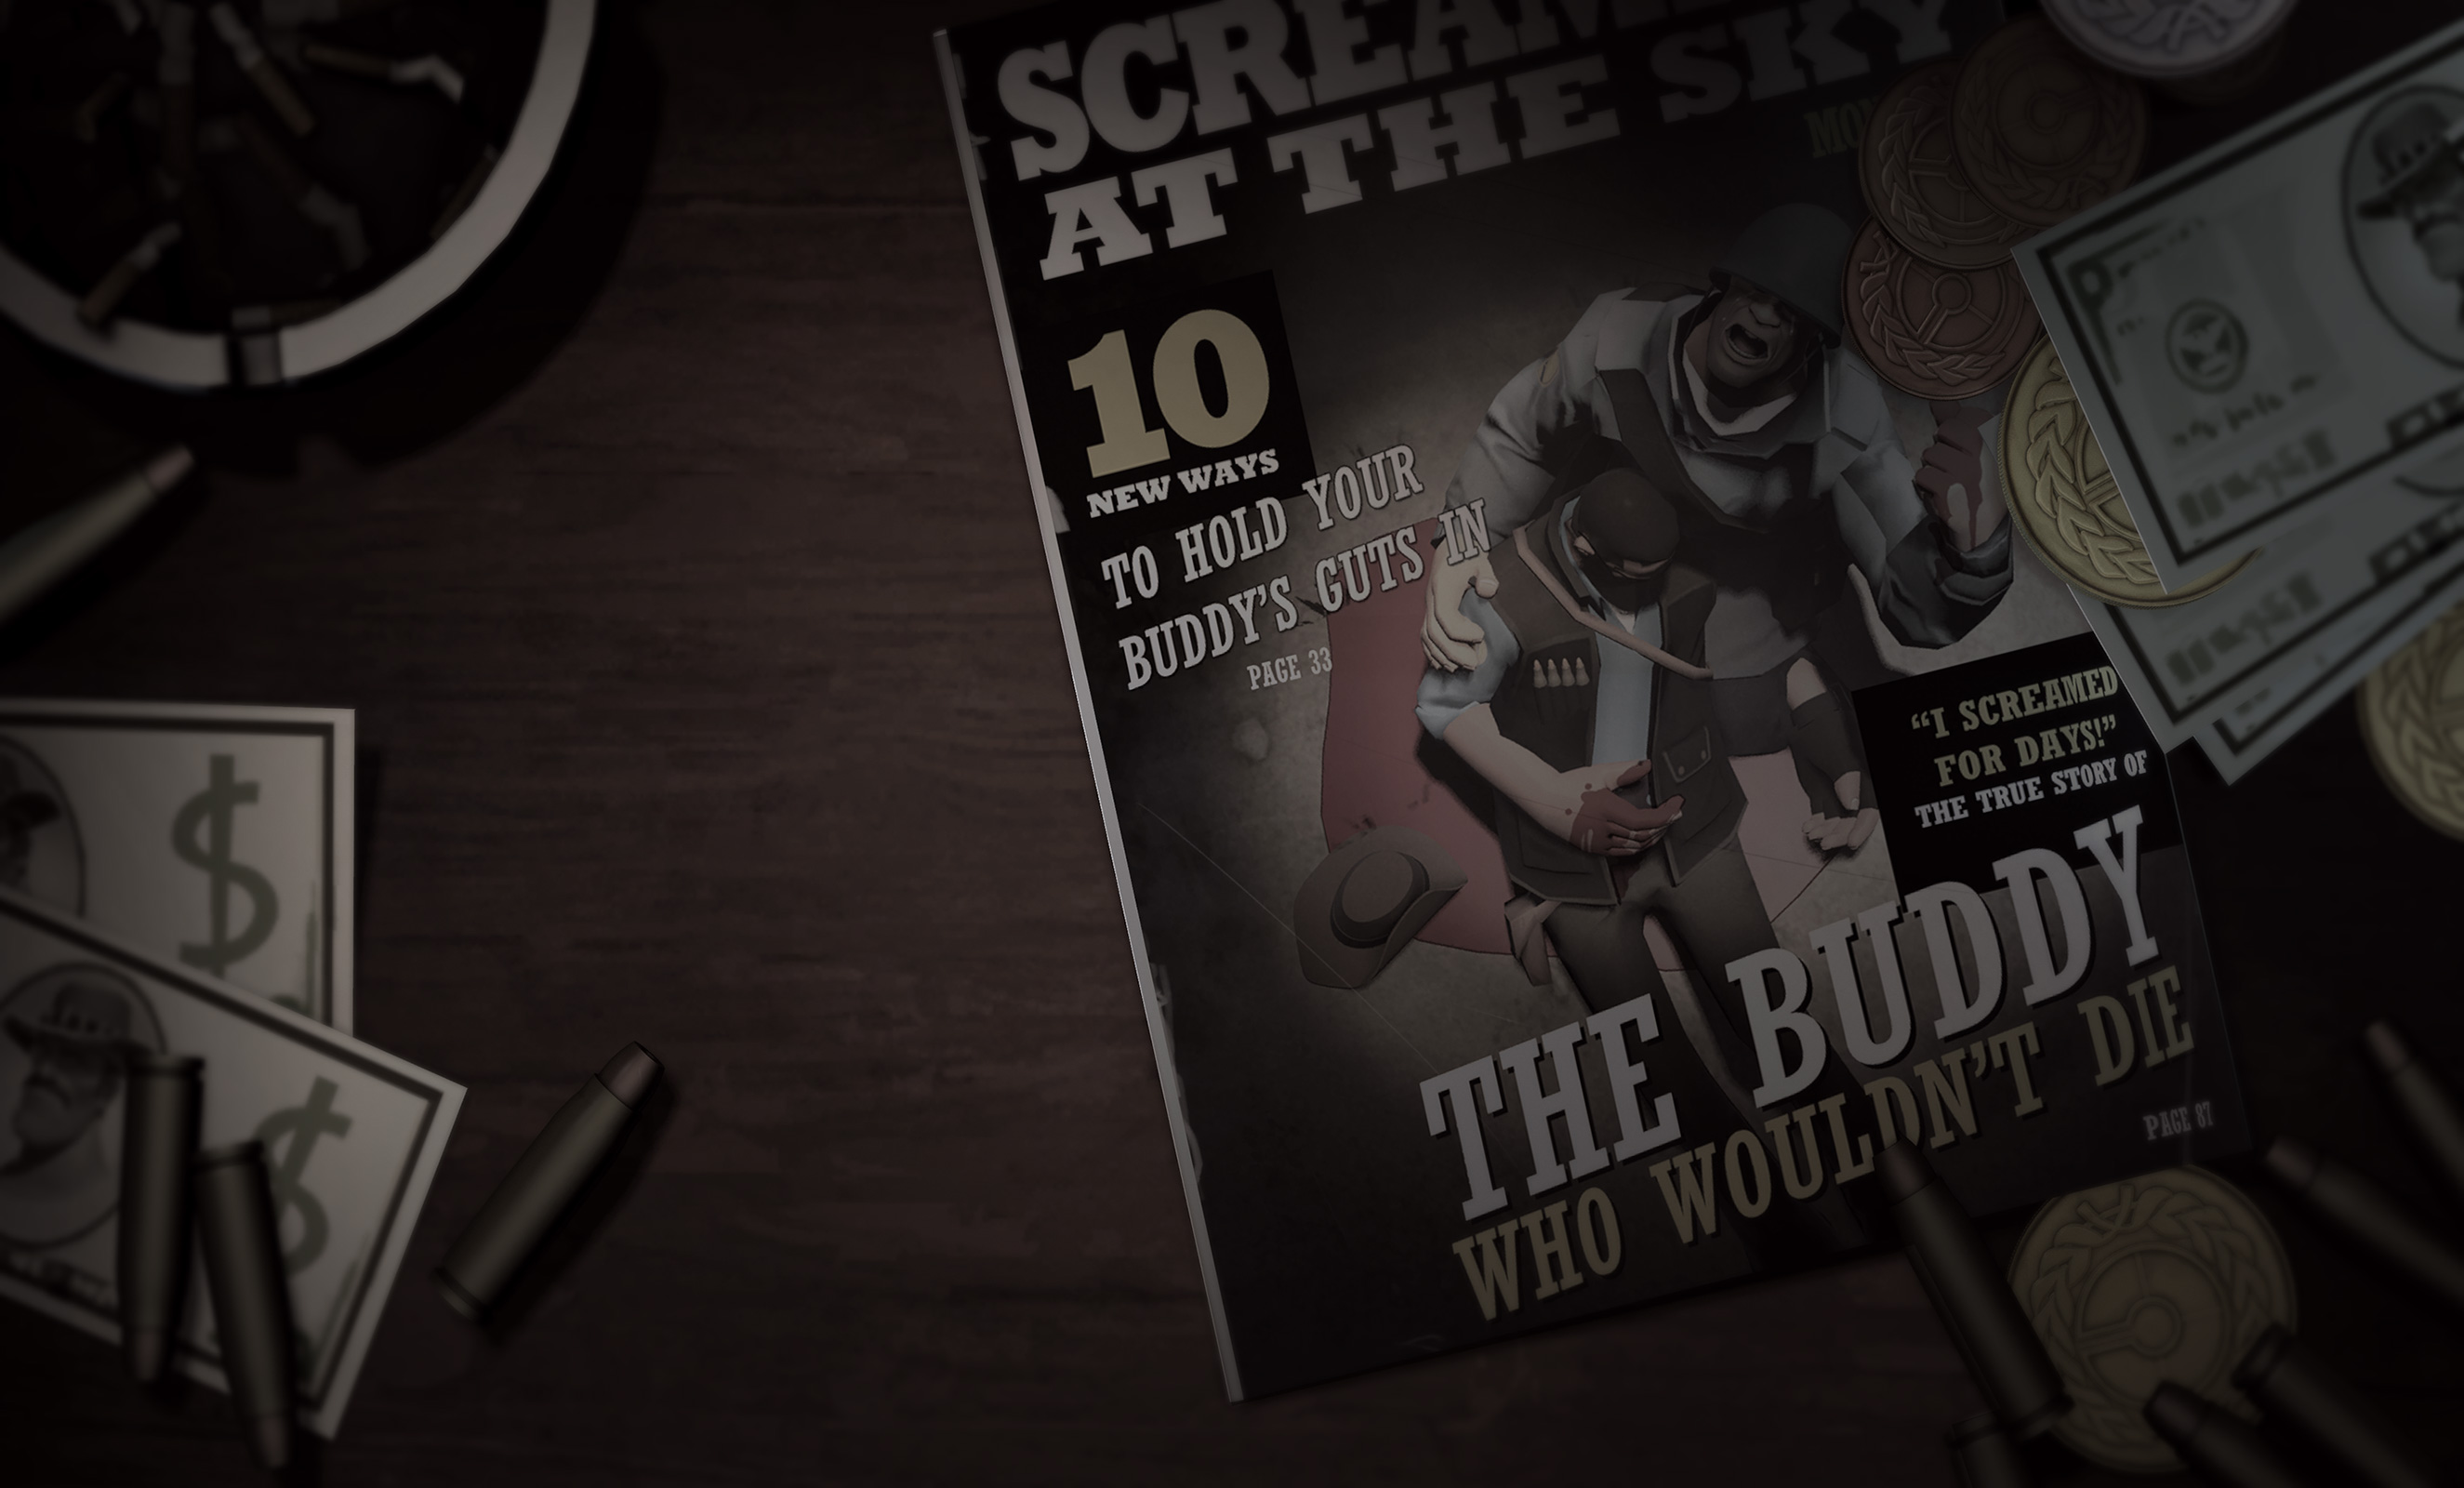 AT THE SKY
10
NEW WAYS
TO HOLD YOUR
BUDDY'S GUTS IN
PAGE 33
"I SCREAMED
FOR DAYS!"
THE TRUE STORY OF
THE BUDDY
WHO WOULDN'T DIE
PAGE 87
$
$